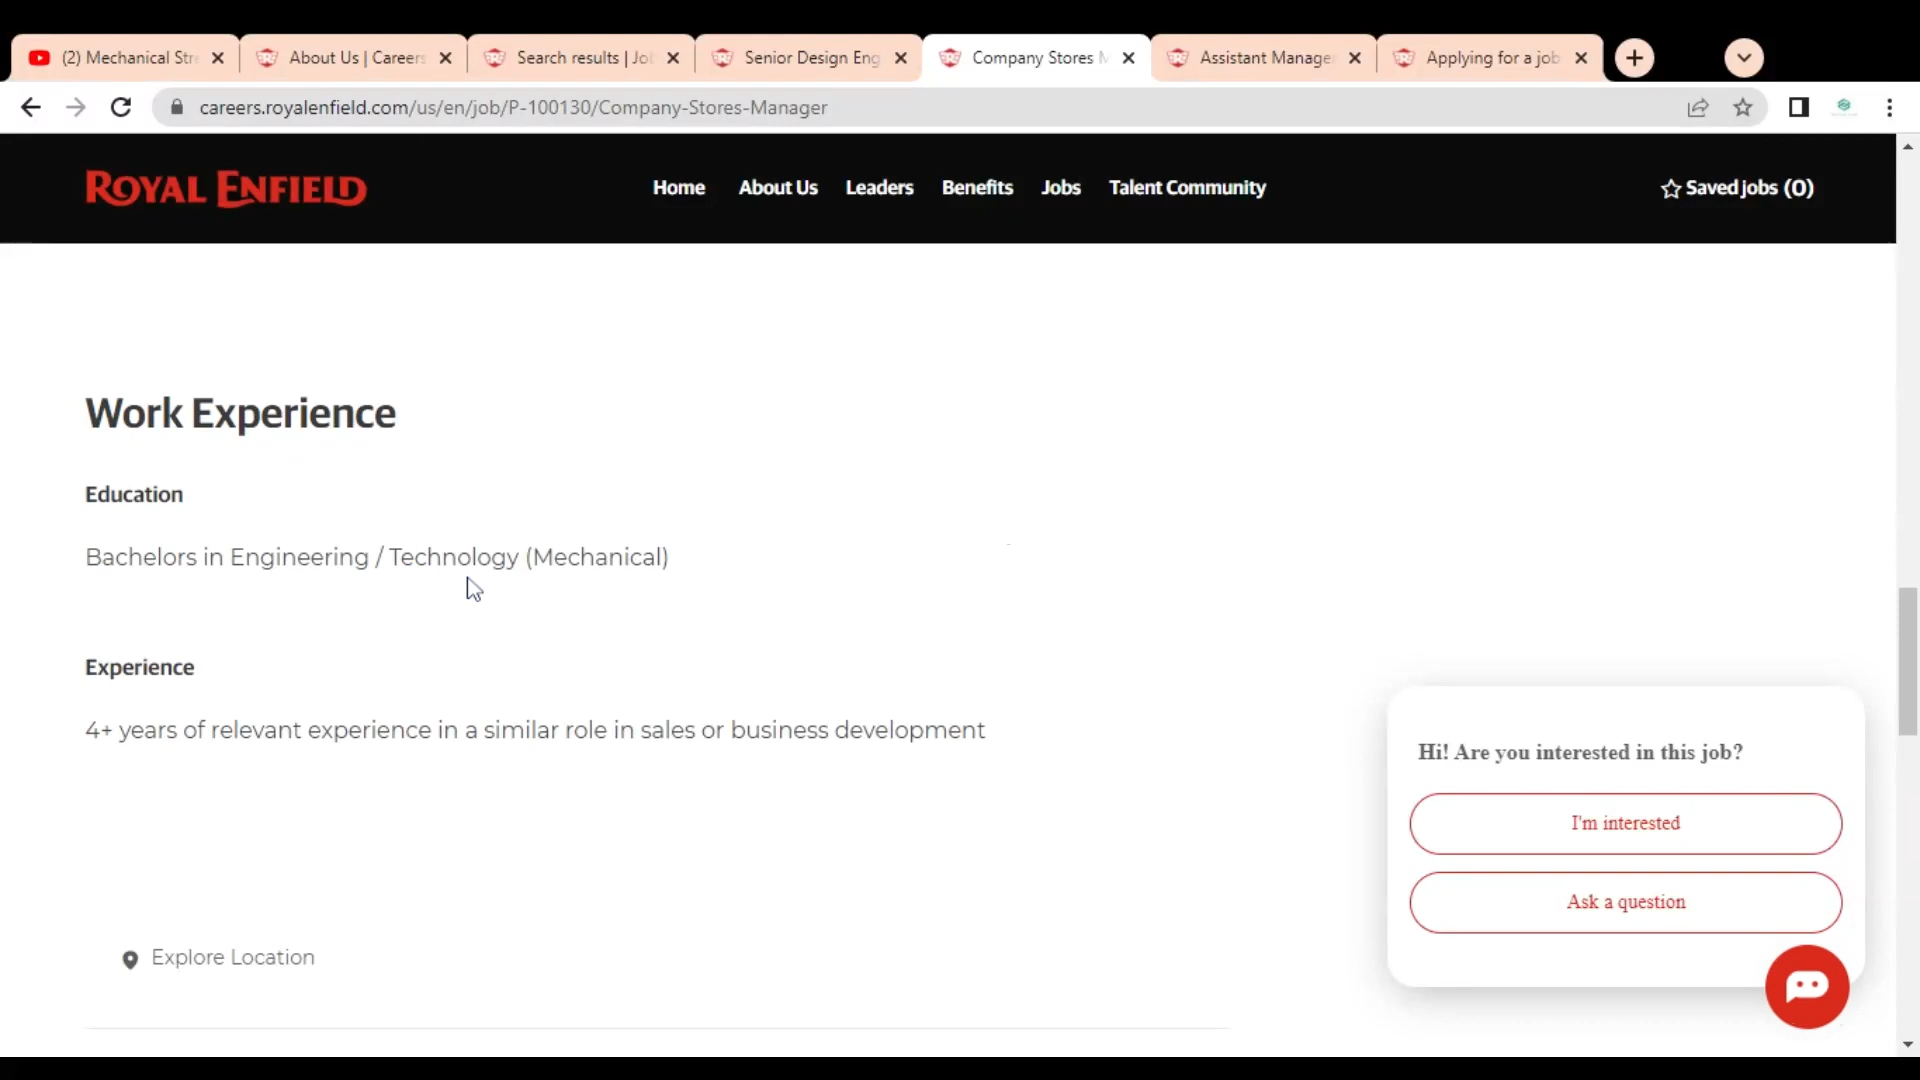 (2) Mechanical Str
About Us | Careers
Search results | Jo
Senior Design Eng
Company Stores M
Assistant Manager
Applying for a job
careers.royalenfield.com/us/en/job/P-100130/Company-Stores-Manager
ROYAL ENFIELD
Home
About Us
Leaders
Benefits
Jobs
Talent Community
Saved jobs (0)
Work Experience
Education
Bachelors in Engineering / Technology (Mechanical)
Experience
4+ years of relevant experience in a similar role in sales or business development
Hi! Are you interested in this job?
I'm interested
Ask a question
Explore Location